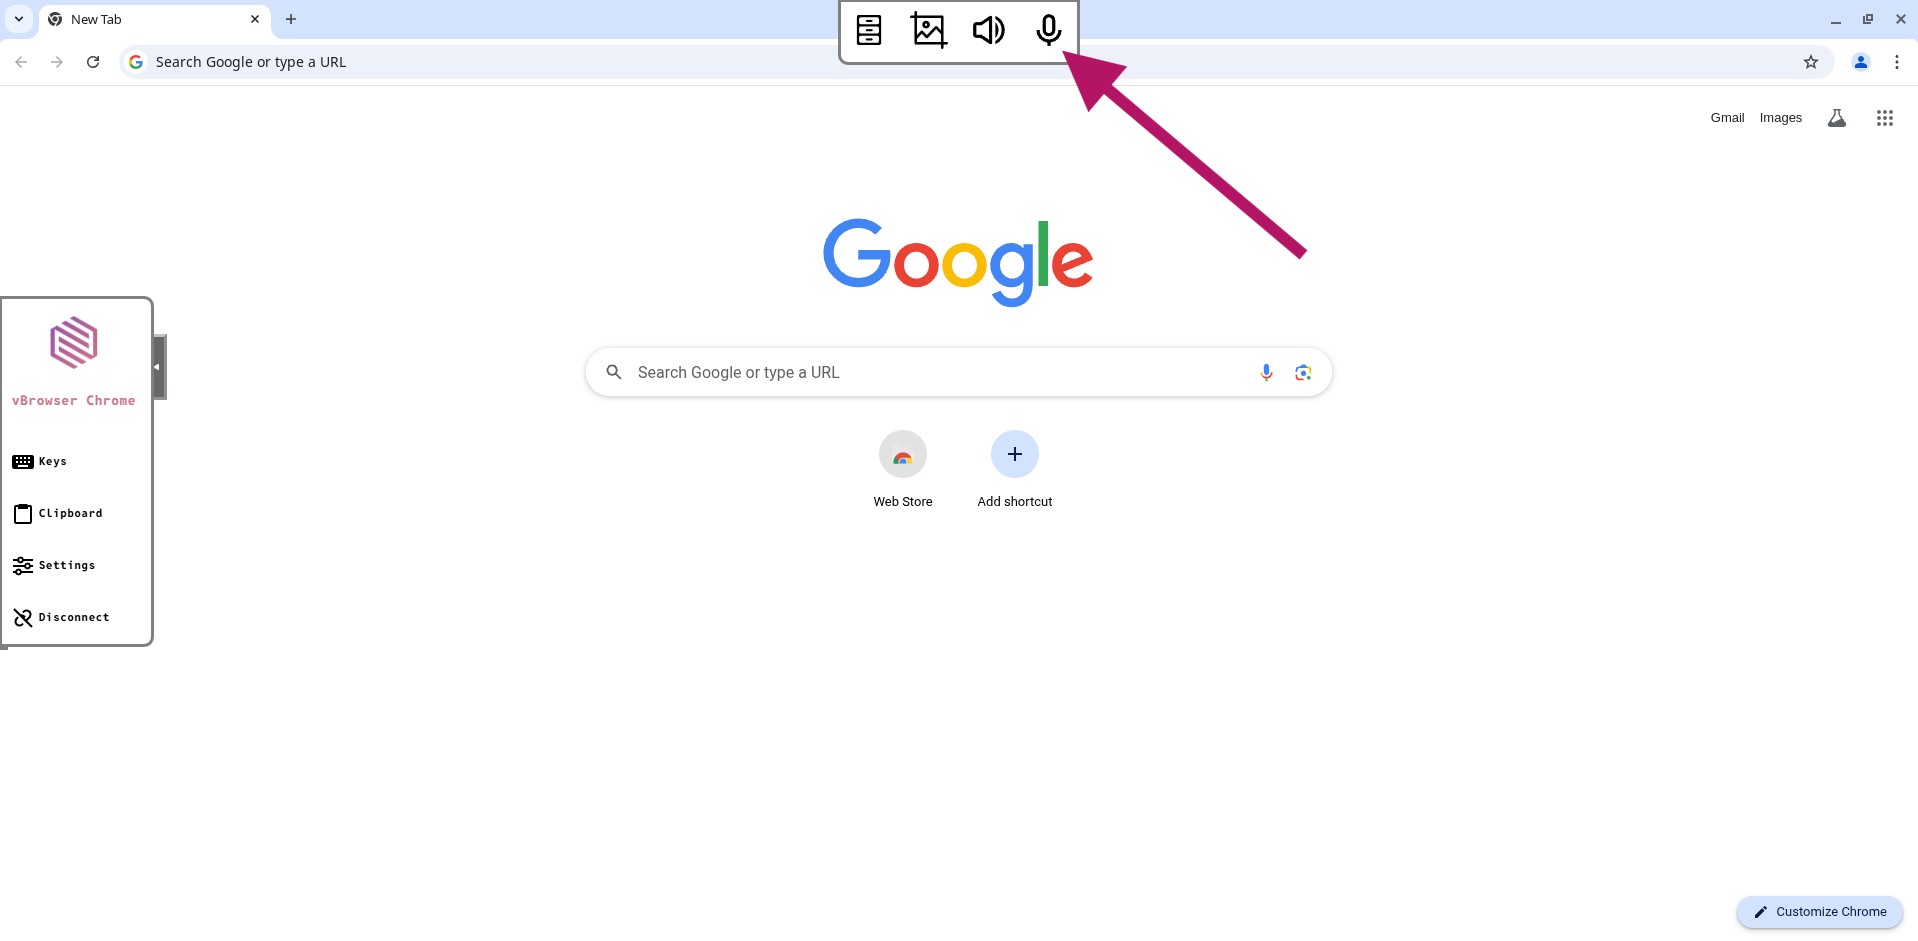 New Tab
Search Google or type a URL
Gmail Images
Google
Search Google or type a URL
vBrowser Chrome
Keys
Clipboard
Settings
Disconnect
Web Store
Add shortcut
Customize Chrome